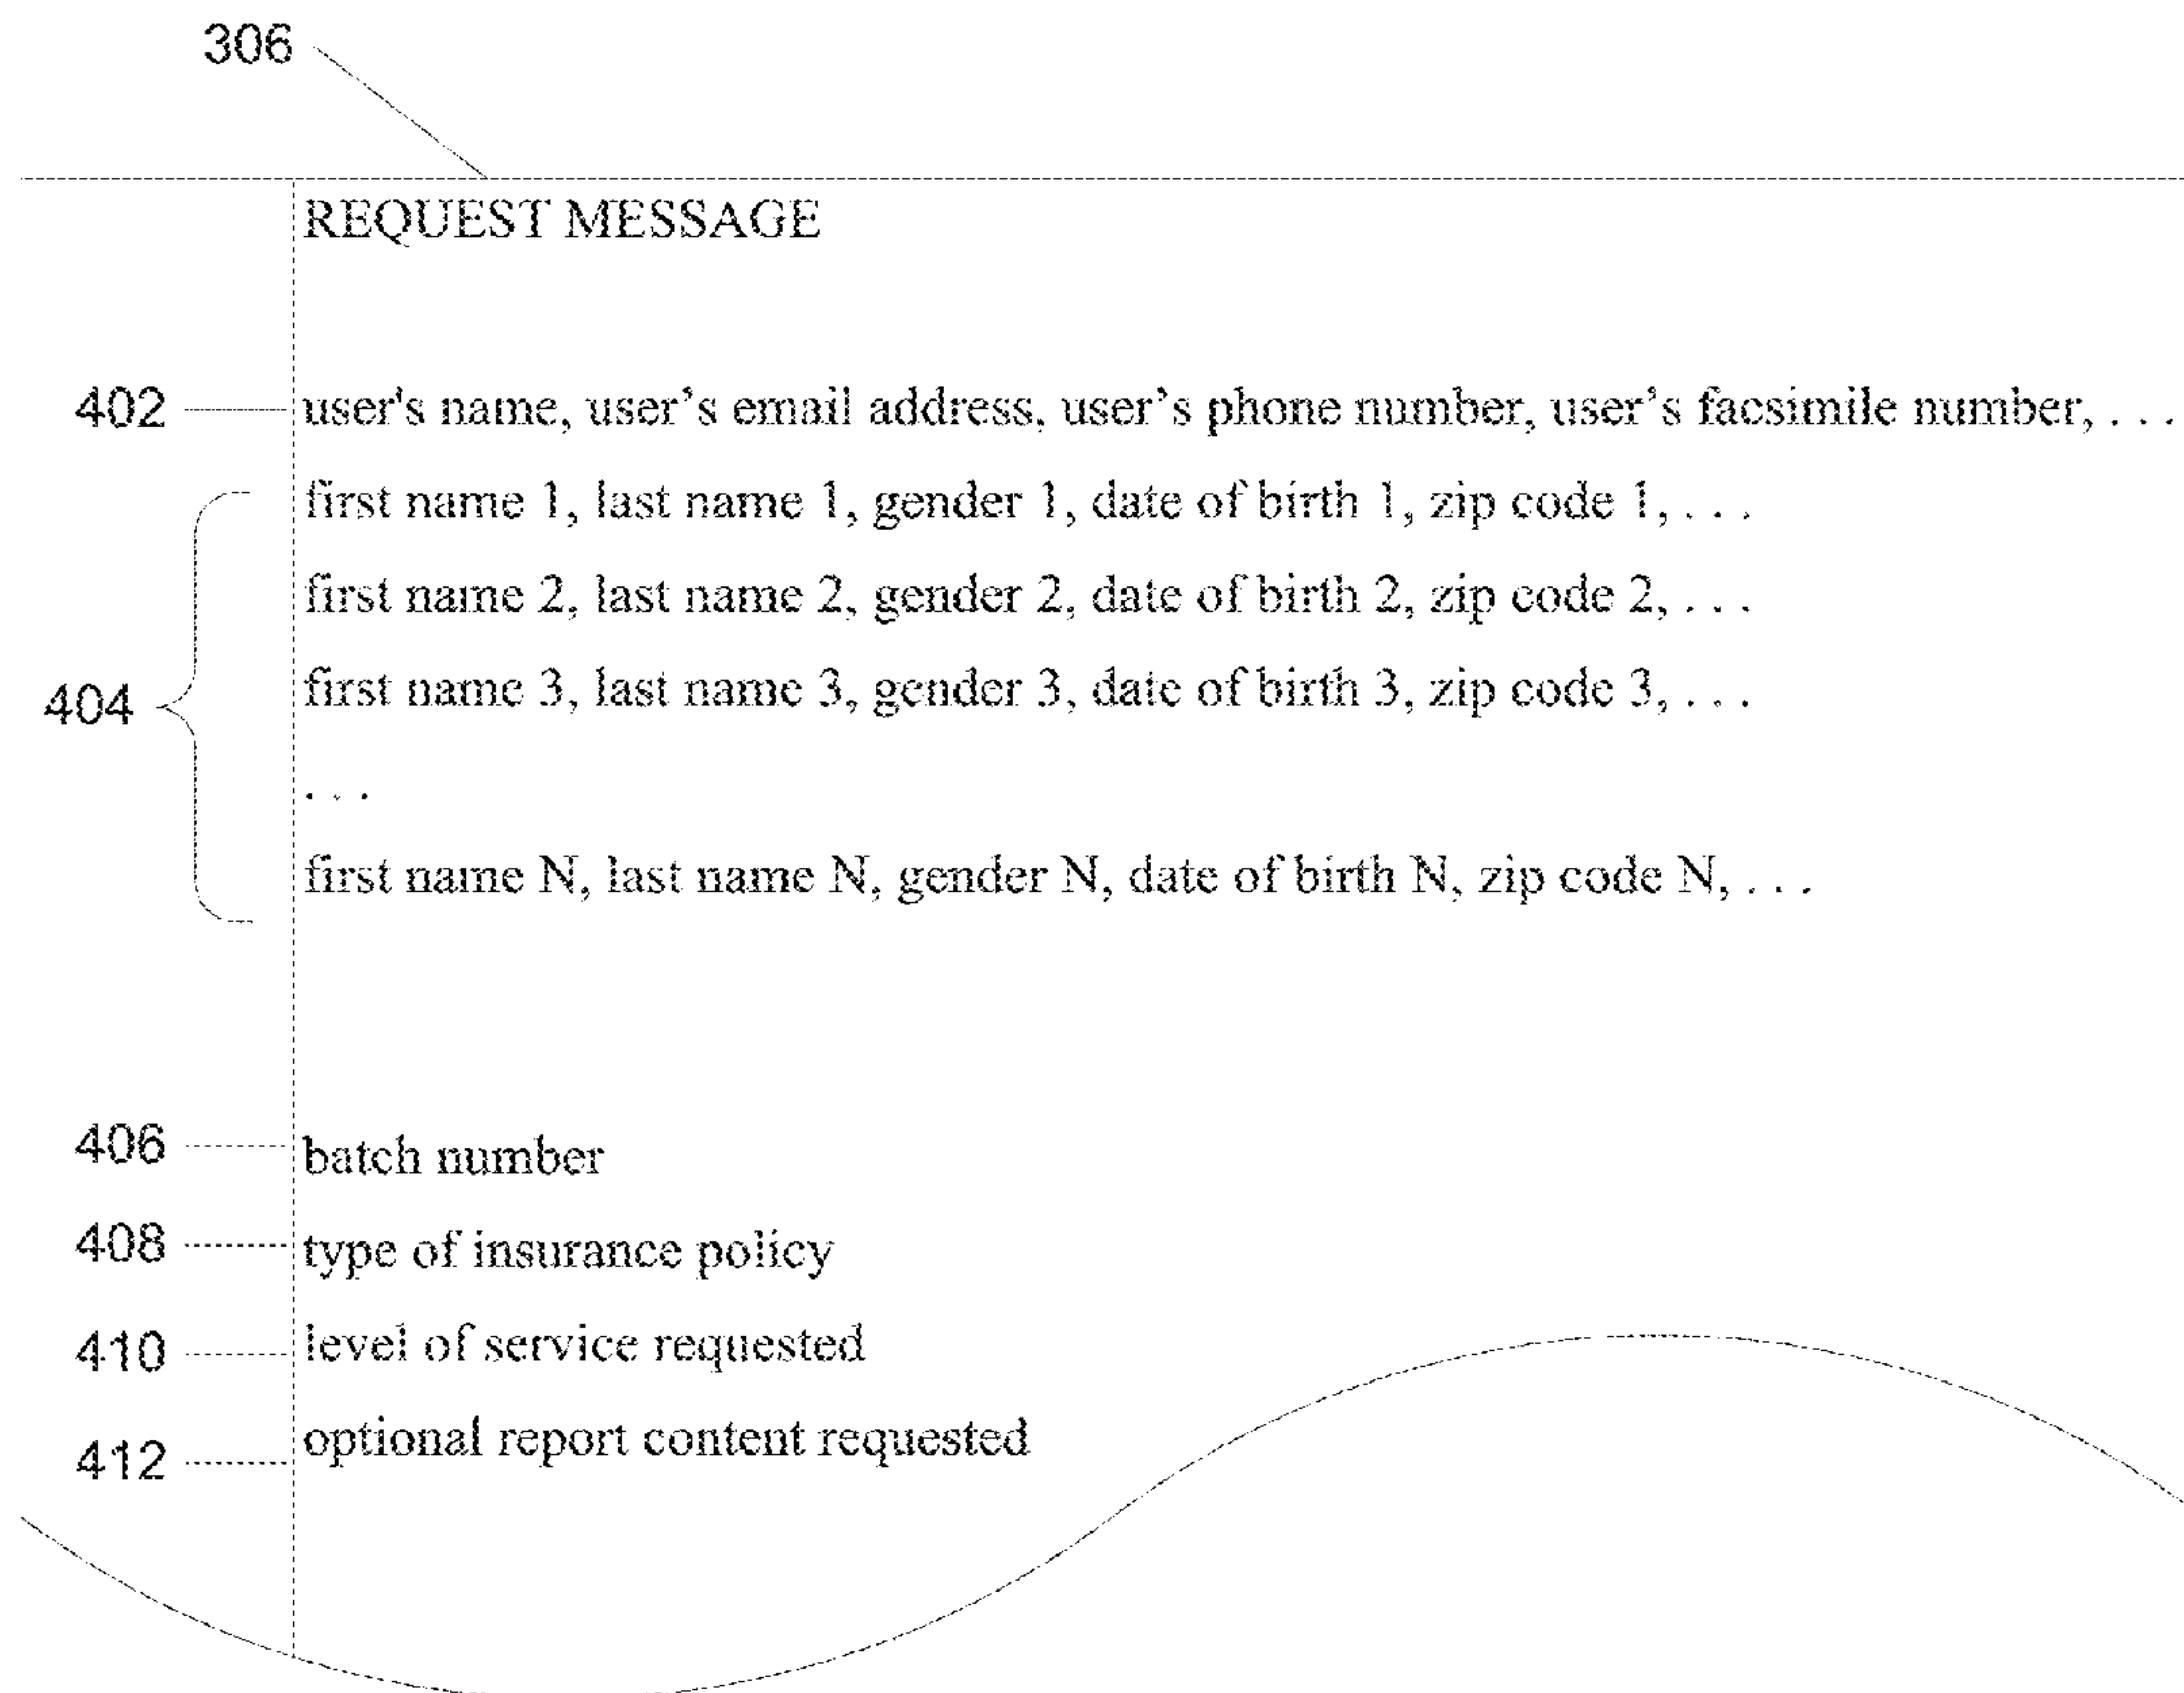 306
REQUEST MESSAGE
402 user's name, user’s email address, user’s phone number, user’s facsimile number, . . .
first name 1, last name 1, gender 1, date of birth 1, zip code 1, . . .
first name 2, last name 2, gender 2, date of birth 2, zip code 2, . . .
404 first name 3, last name 3, gender 3, date of birth 3, zip code 3, . . .
. . .
first name N, last name N, gender N, date of birth N, zip code N, . . .
406 batch number
408 type of insurance policy
410 level of service requested
412 optional report content requested